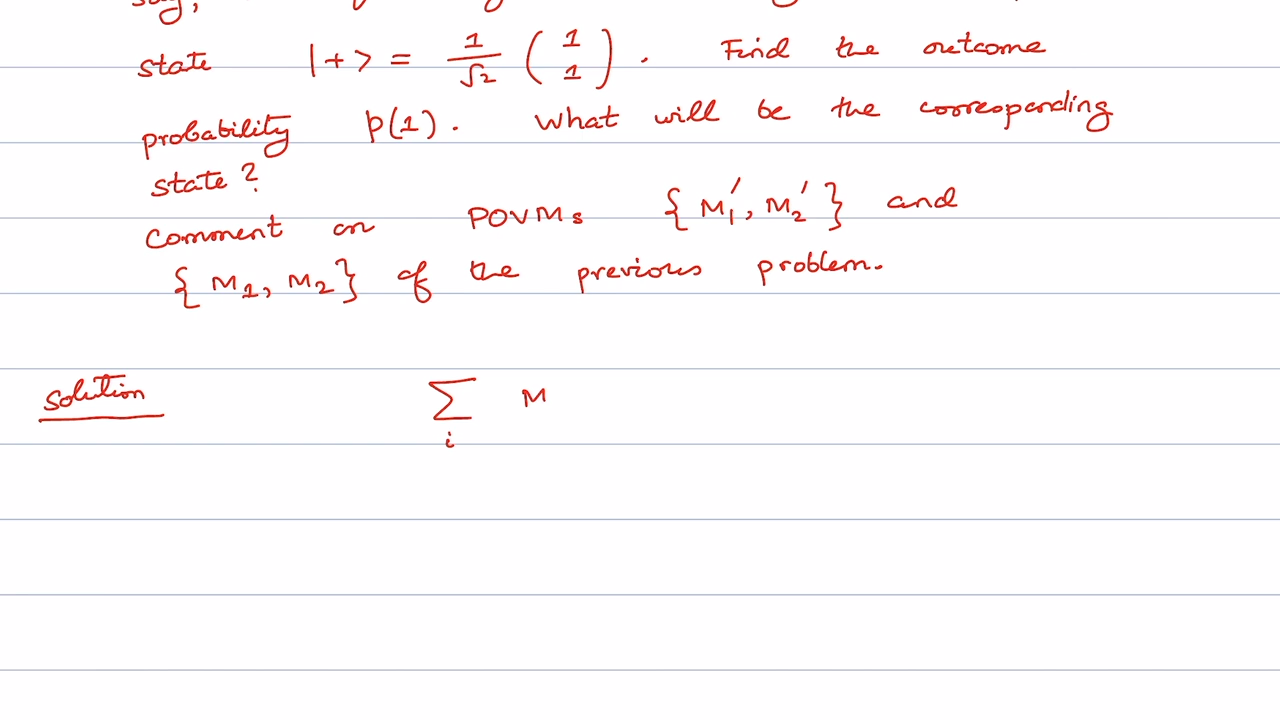 say,
state |+> = 1/√2 ( 1 1 ) . Find the outcome
probability p(1). What will be the corresponding
state?
Comment on POVMs { M₁′, M₂′ } and
{ M₁, M₂ } of the previous problem.
Solution ∑ᵢ M